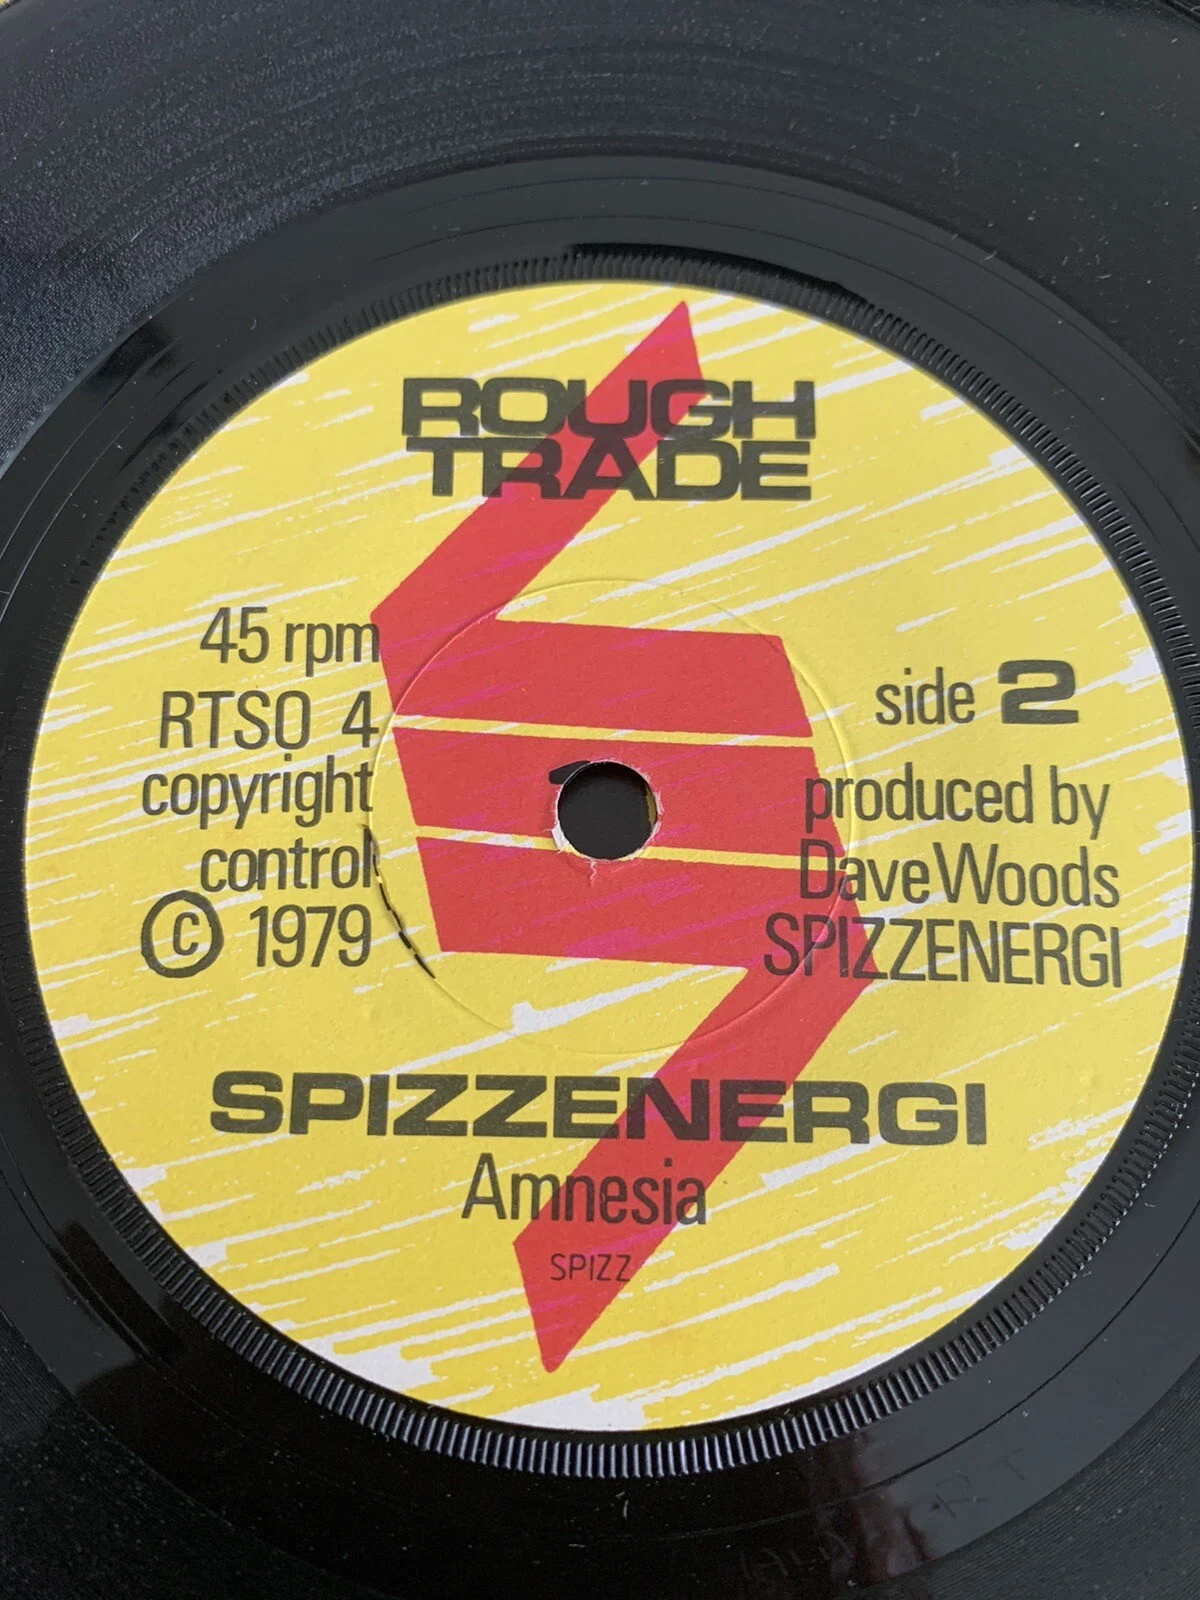 ROUGH
TRADE
45 rpm
RTSO 4
copyright
control
© 1979
side 2
produced by
Dave Woods
SPIZZENERGI
SPIZZENERGI
Amnesia
SPIZZ